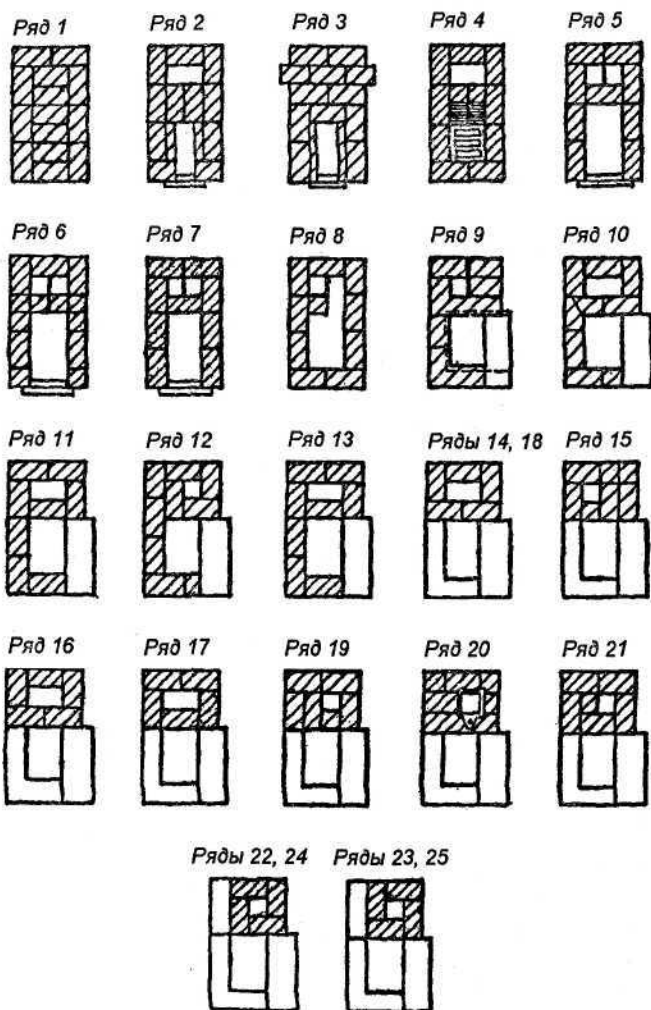 Ряд 1 Ряд 2 Ряд 3 Ряд 4 Ряд 5
Ряд 6 Ряд 7 Ряд 8 Ряд 9 Ряд 10
Ряд 11 Ряд 12 Ряд 13 Ряды 14, 18 Ряд 15
Ряд 16 Ряд 17 Ряд 19 Ряд 20 Ряд 21
Ряды 22, 24 Ряды 23, 25